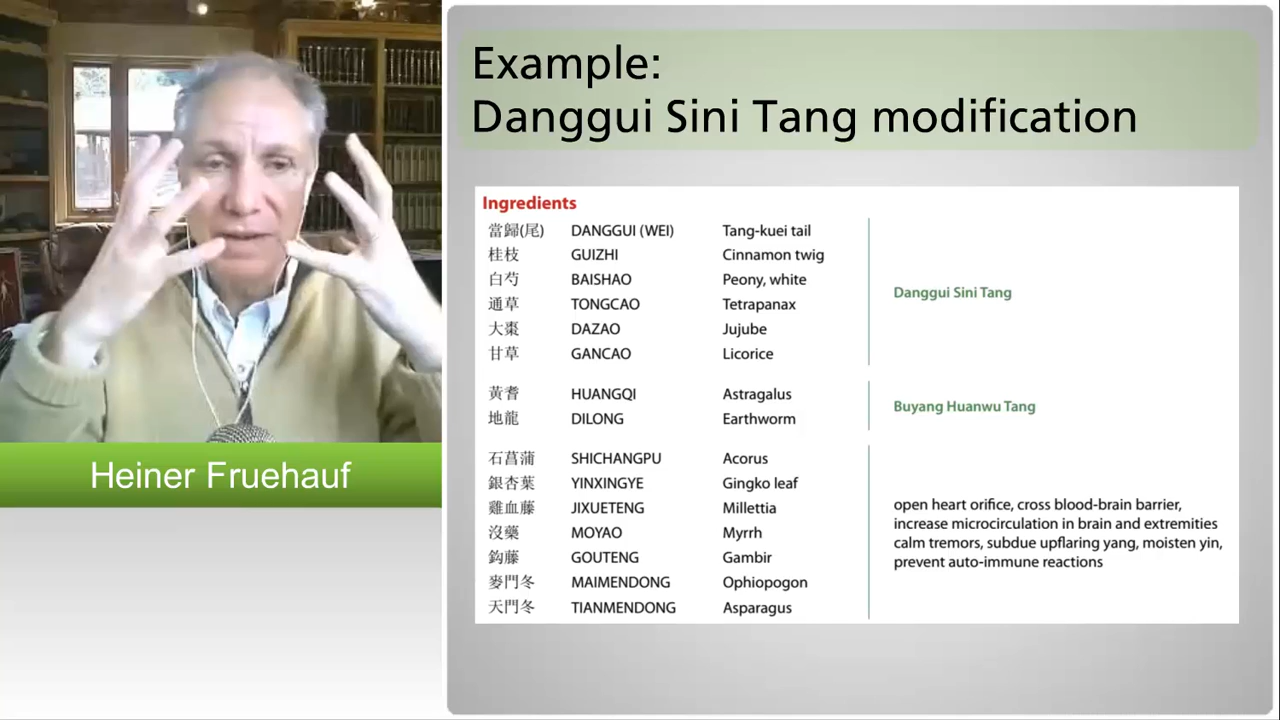 Example:
Danggui Sini Tang modification
Ingredients
當歸(尾) DANGGUI (WEI) Tang-kuei tail
桂枝 GUIZHI Cinnamon twig
白芍 BAISHAO Peony, white
通草 TONGCAO Tetrapanax
大棗 DAZAO Jujube
甘草 GANCAO Licorice
Danggui Sini Tang
黃耆 HUANGQI Astragalus
地龍 DILONG Earthworm
Buyang Huanwu Tang
石菖蒲 SHICHANGPU Acorus
銀杏葉 YINXINGYE Gingko leaf
雞血藤 JIXUETENG Millettia
沒藥 MOYAO Myrrh
鈎藤 GOUTENG Gambir
麥門冬 MAIMENDONG Ophiopogon
天門冬 TIANMENDONG Asparagus
open heart orifice, cross blood-brain barrier,
increase microcirculation in brain and extremities
calm tremors, subdue upflaring yang, moisten yin,
prevent auto-immune reactions
Heiner Fruehauf